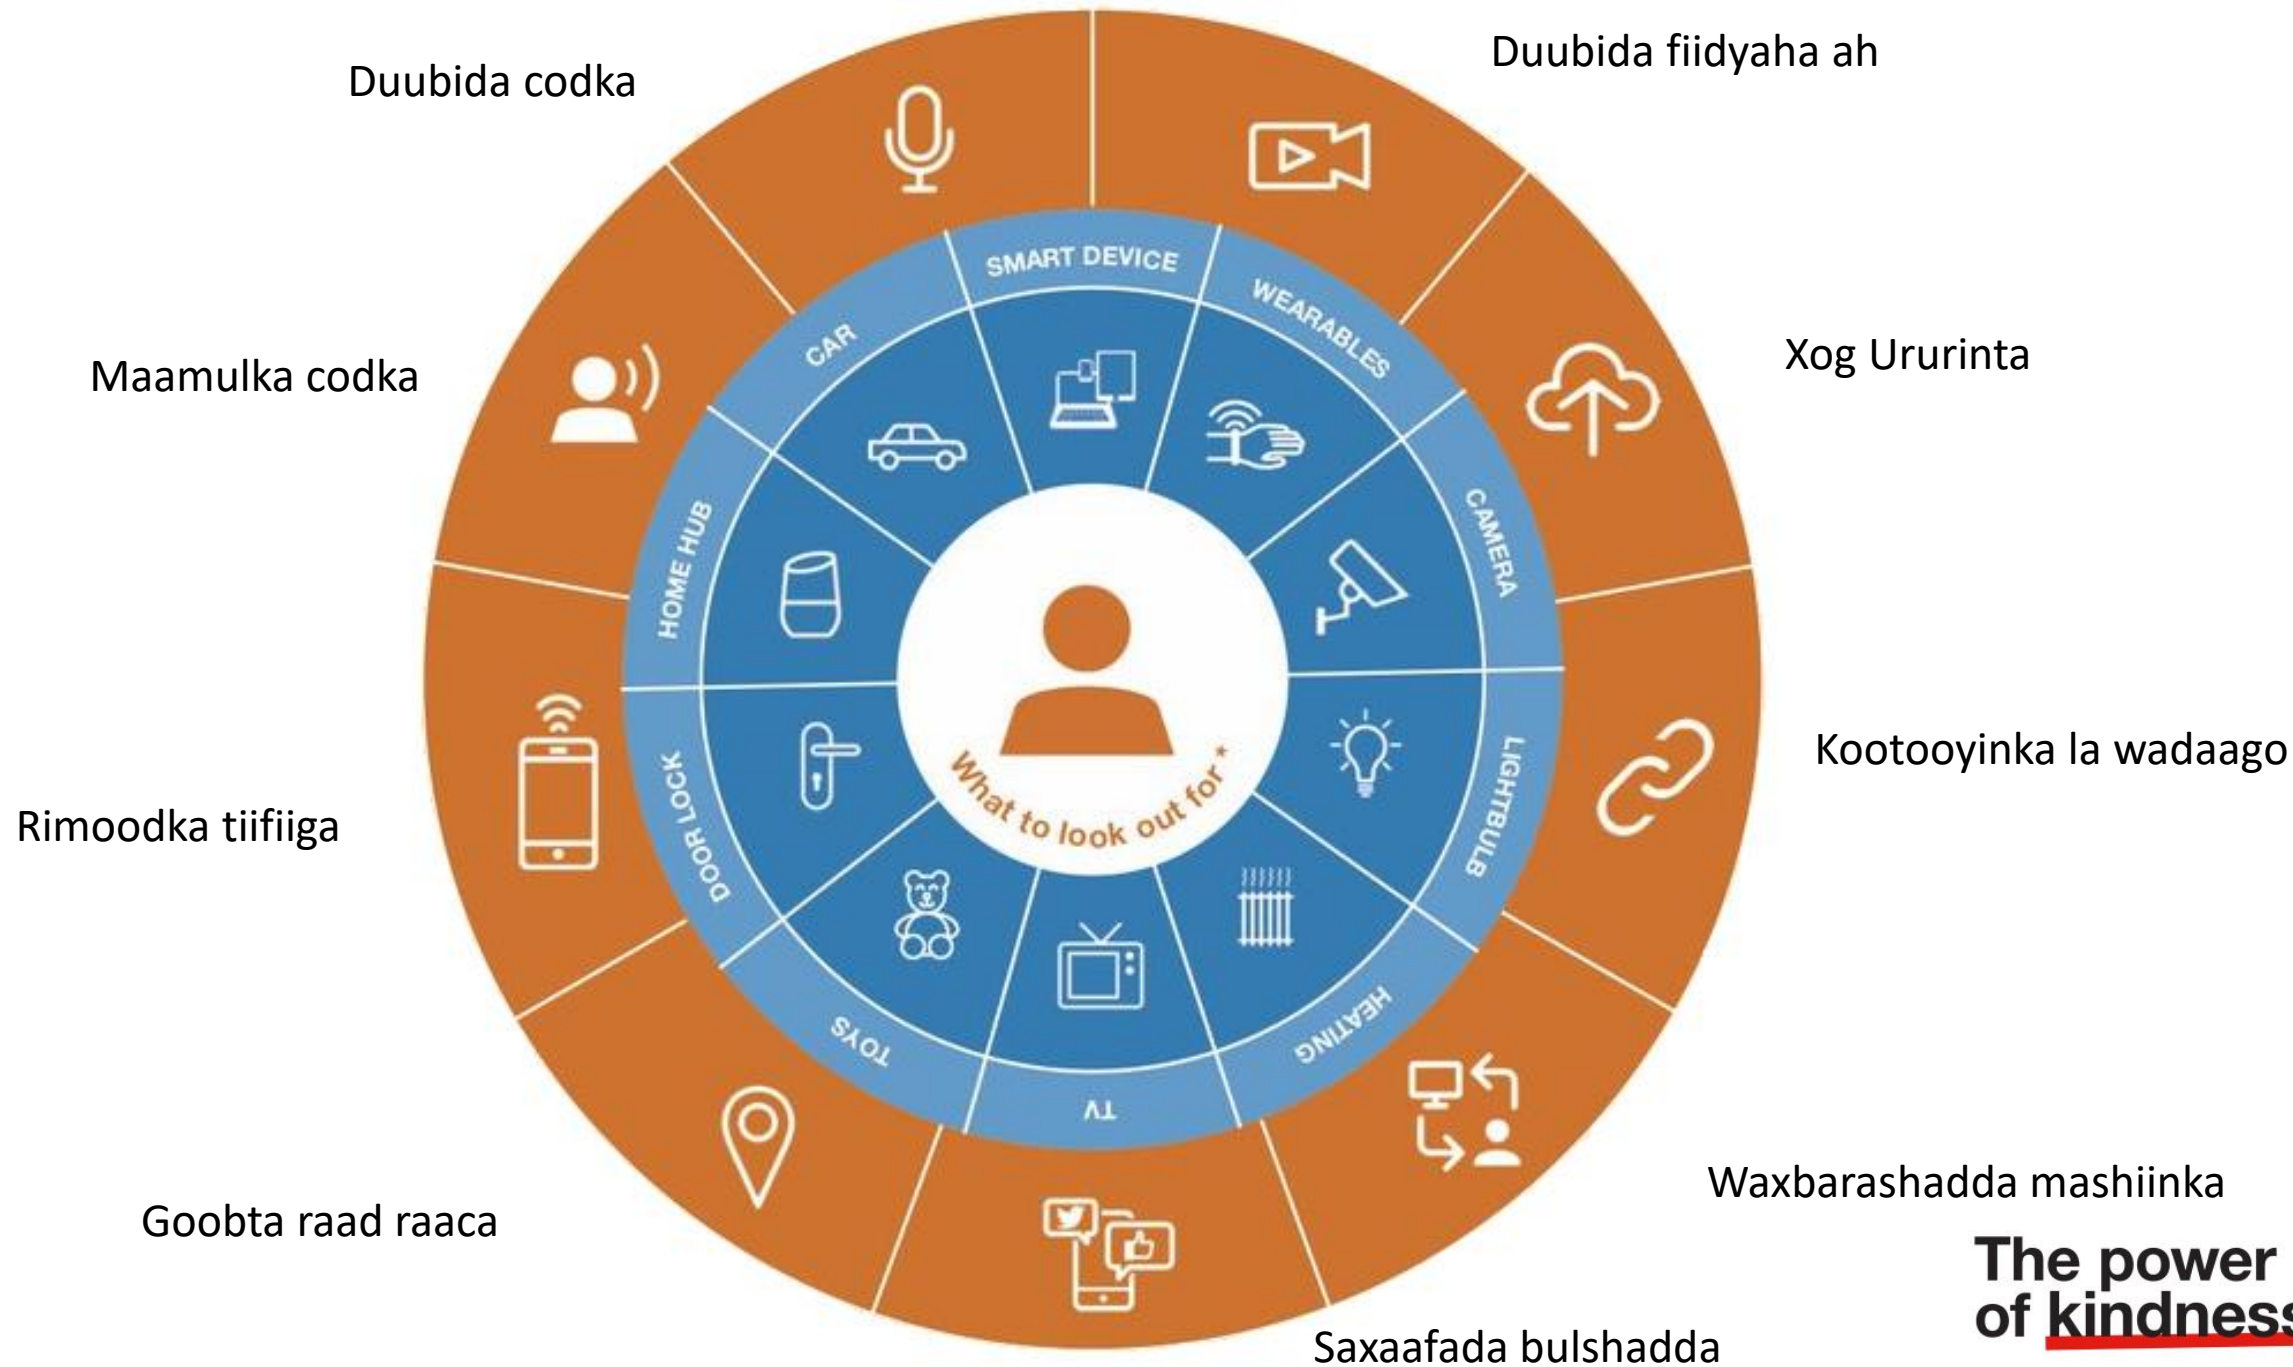 Duubida codka
Duubida fiidyaha ah
Maamulka codka
Xog Ururinta
Rimoodka tiifiiga
Kootooyinka la wadaago
Goobta raad raaca
Waxbarashadda mashiinka
Saxaafada bulshadda
SMART DEVICE
WEARABLES
CAMERA
LIGHTBULB
HEATING
TV
TOYS
DOOR LOCK
HOME HUB
CAR
What to look out for *
The power
of kindness